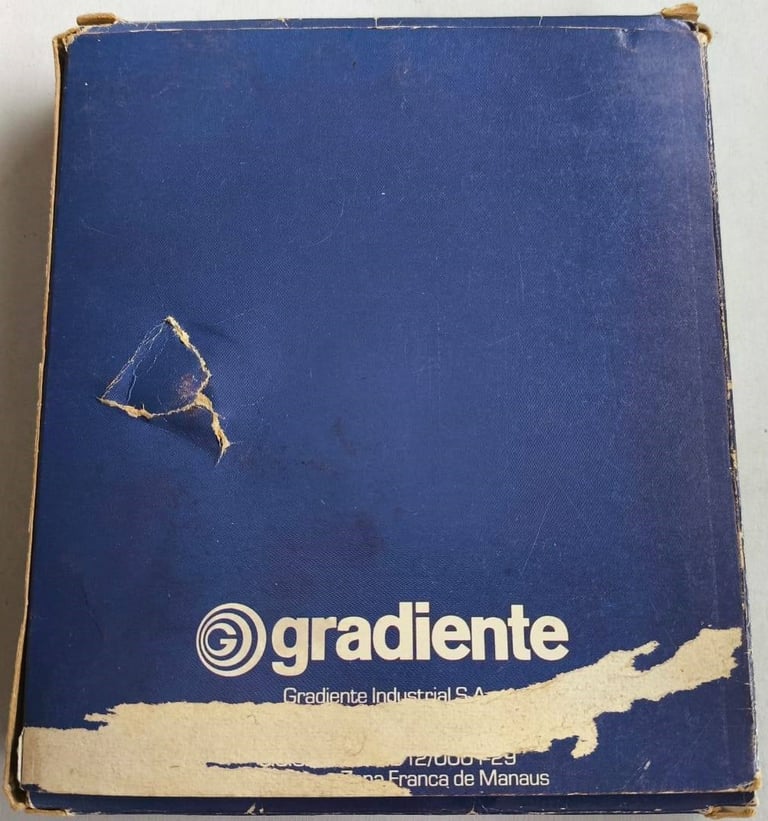 G gradiente
Gradiente Industrial S.A.
12/0001-29
Zona Franca de Manaus